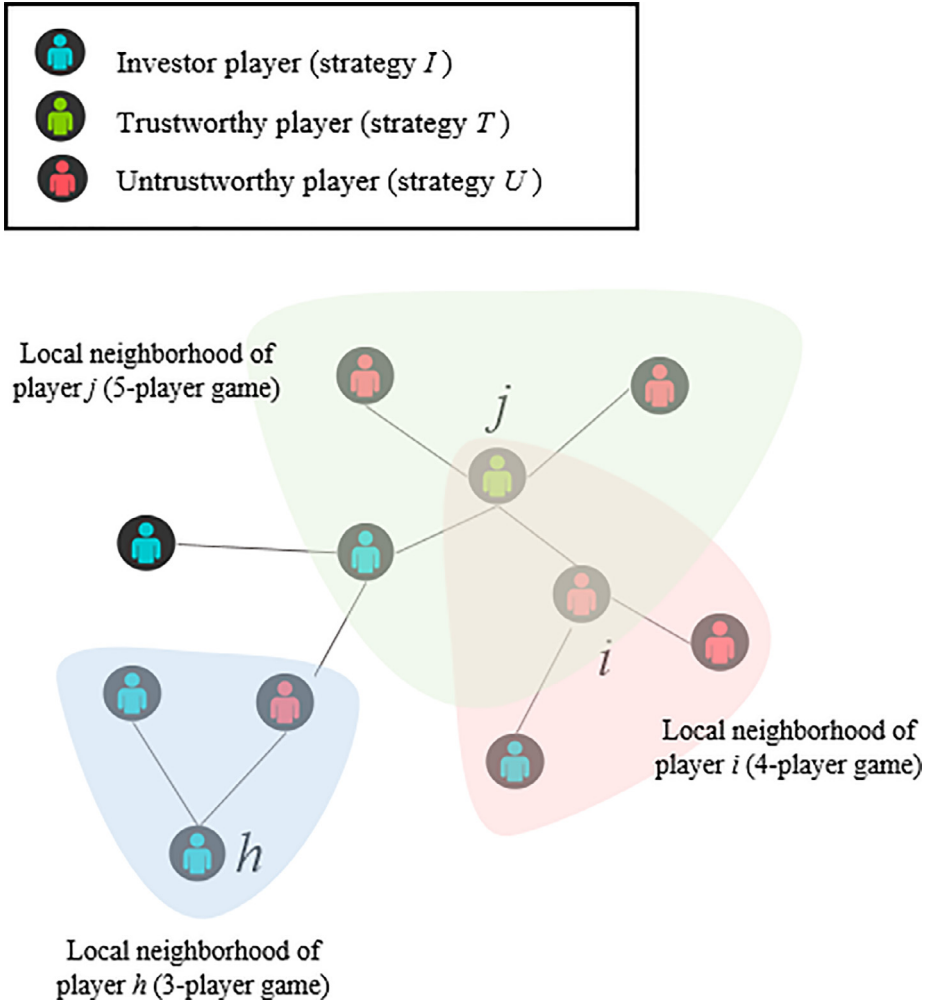 Investor player (strategy I)
Trustworthy player (strategy T)
Untrustworthy player (strategy U)
Local neighborhood of
player j (5-player game)
j
i
Local neighborhood of
player i (4-player game)
h
Local neighborhood of
player h (3-player game)